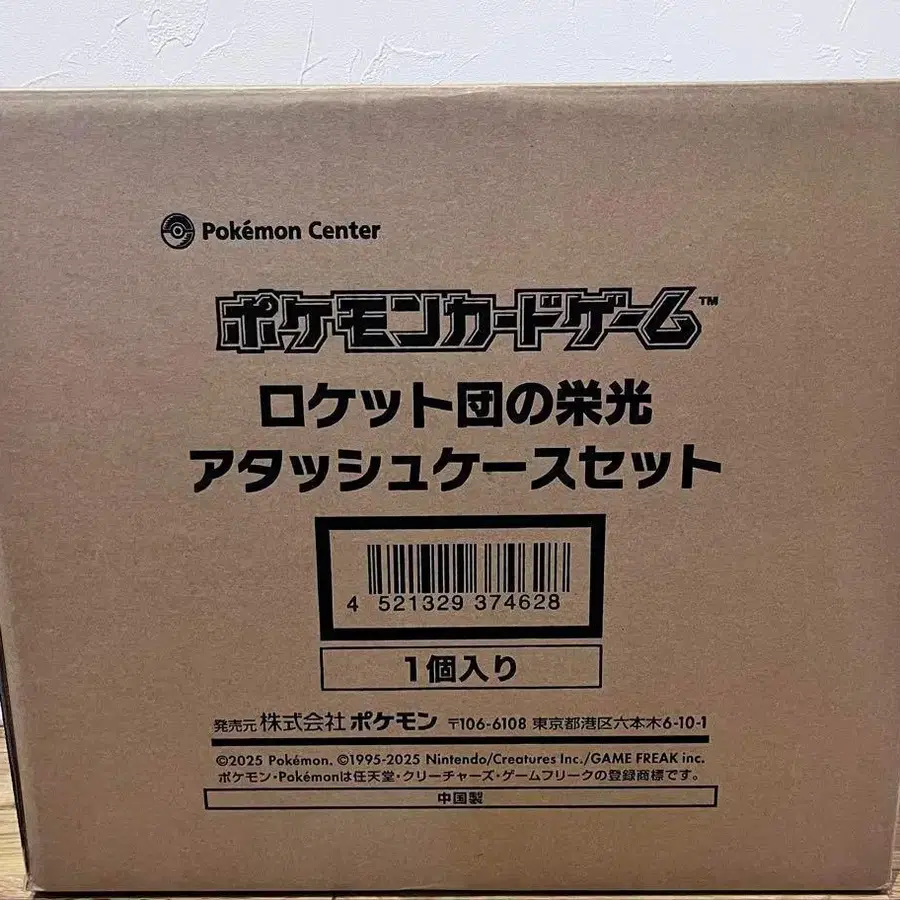 Pokémon Center
ポケモンカードゲーム™
ロケット団の栄光
アタッシュケースセット
4 521329 374628
1個入り
発売元 株式会社 ポケモン 〒106-6108 東京都港区六本木6-10-1
©2025 Pokémon. ©1995-2025 Nintendo/Creatures Inc./GAME FREAK inc.
ポケモン・Pokémonは任天堂・クリーチャーズ・ゲームフリークの登録商標です。
中国製